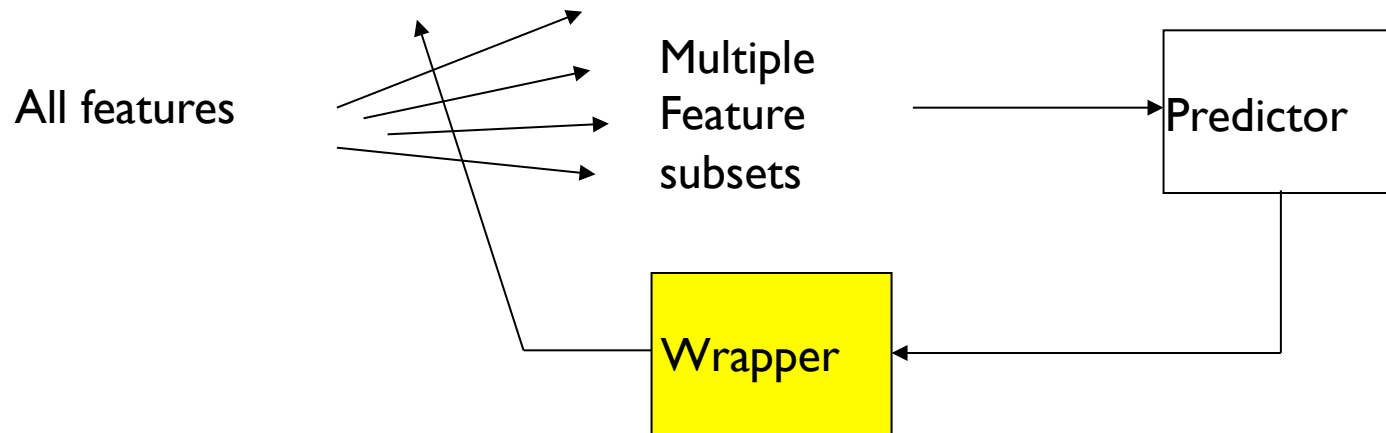 All features
Multiple
Feature
subsets
Predictor
Wrapper